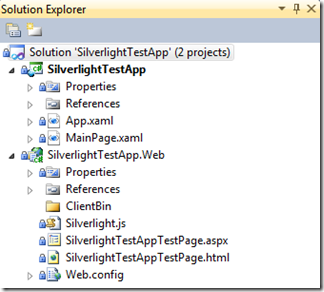 Solution Explorer
Solution 'SilverlightTestApp' (2 projects)
SilverlightTestApp
Properties
References
App.xaml
MainPage.xaml
SilverlightTestApp.Web
Properties
References
ClientBin
Silverlight.js
SilverlightTestAppTestPage.aspx
SilverlightTestAppTestPage.html
Web.config